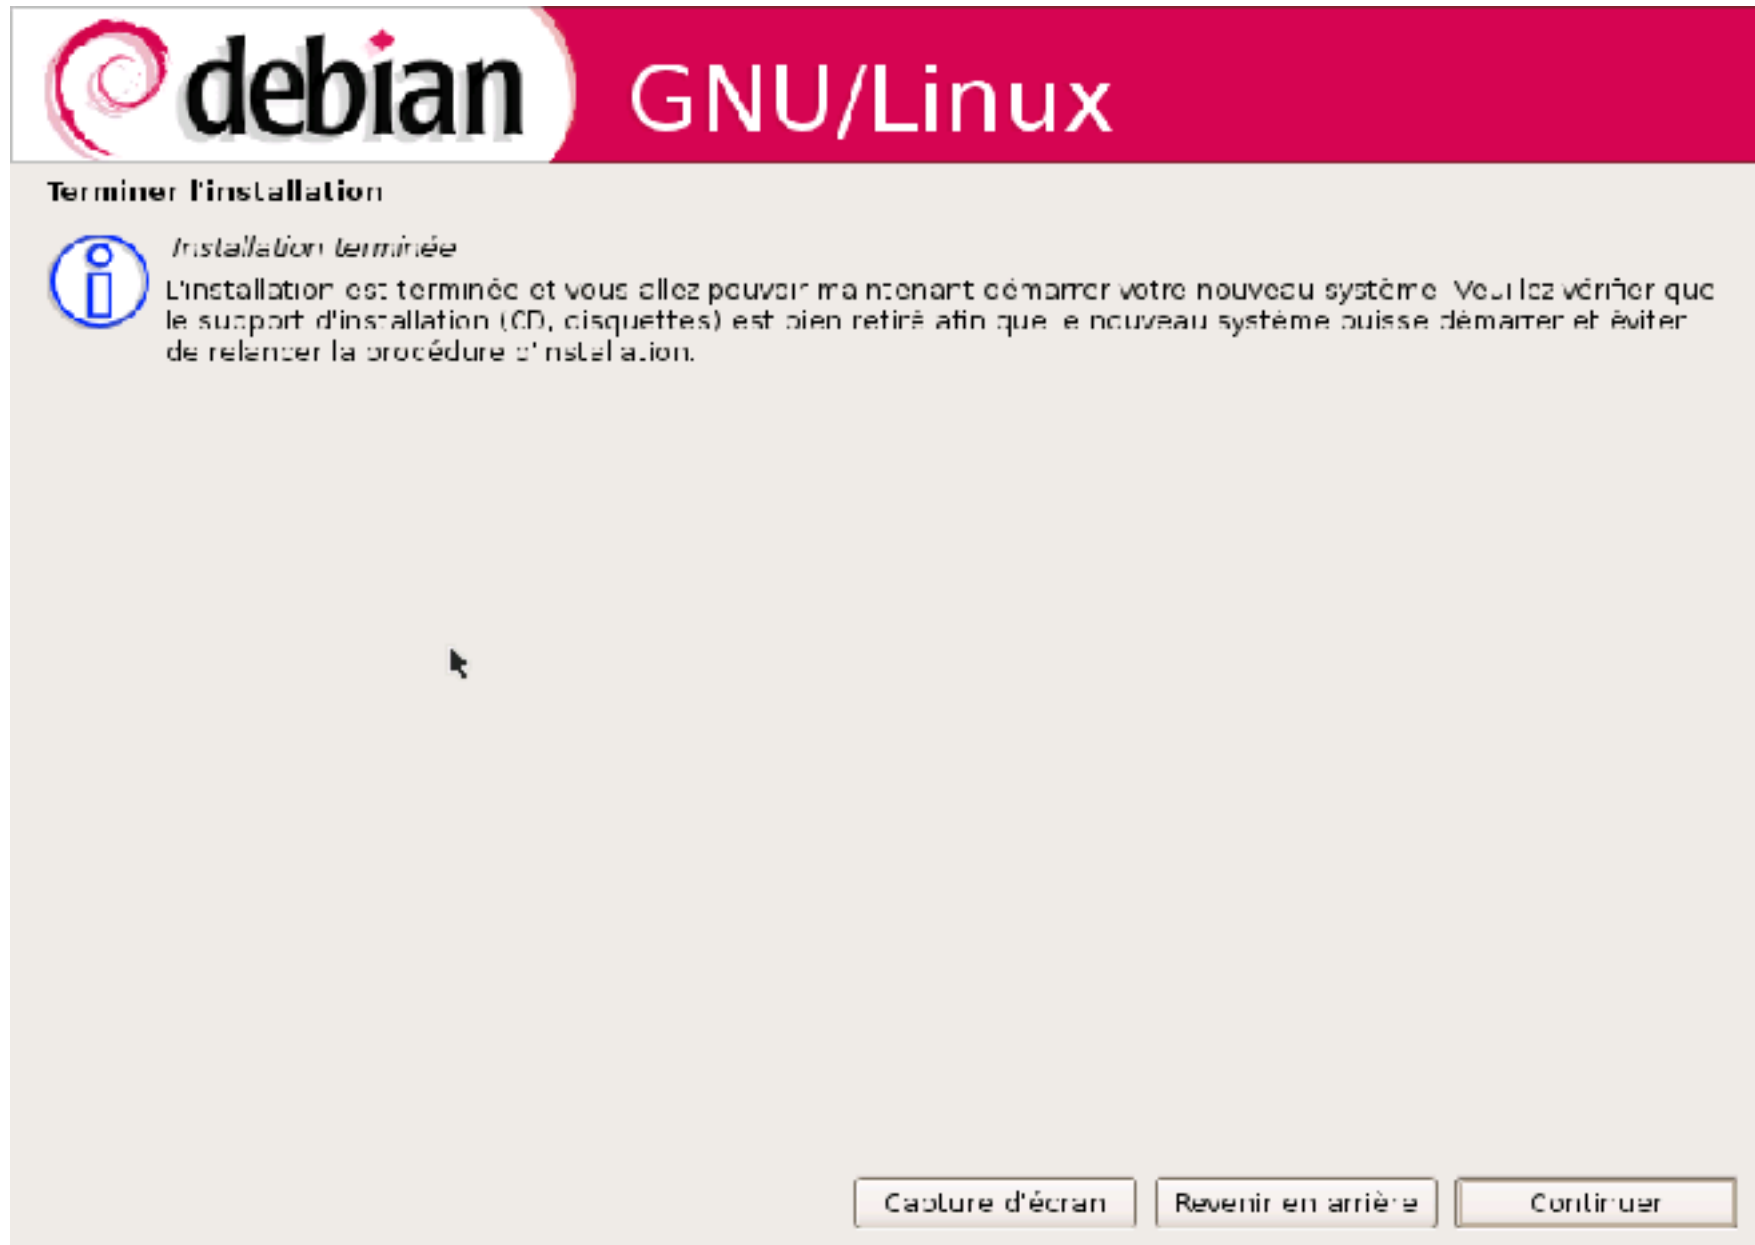 debian GNU/Linux
Terminer l'installation
Installation terminée
L'installation est terminée et vous allez pouvoir maintenant démarrer votre nouveau système. Veuillez vérifier que
le support d'installation (CD, disquettes) est bien retiré afin que le nouveau système puisse démarrer et éviter
de relancer la procédure d'installation.
Capture d'écran Revenir en arrière Continuer